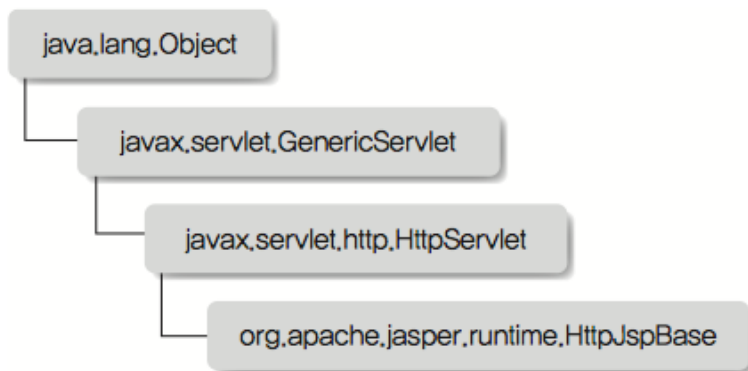 java.lang.Object
javax.servlet.GenericServlet
javax.servlet.http.HttpServlet
org.apache.jasper.runtime.HttpJspBase